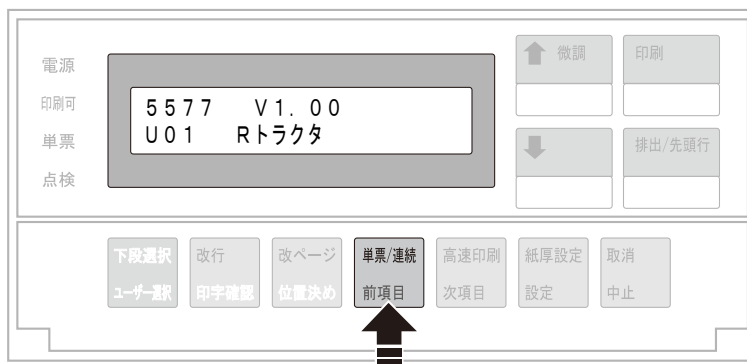 電源
印刷可
単票
点検
5577 V1.00
U01 Rトラクタ
微調
印刷
排出/先頭行
下段選択
ユーザー選択
改行
印字確認
改ページ
位置決め
単票/連続
前項目
高速印刷
次項目
紙厚設定
設定
取消
中止